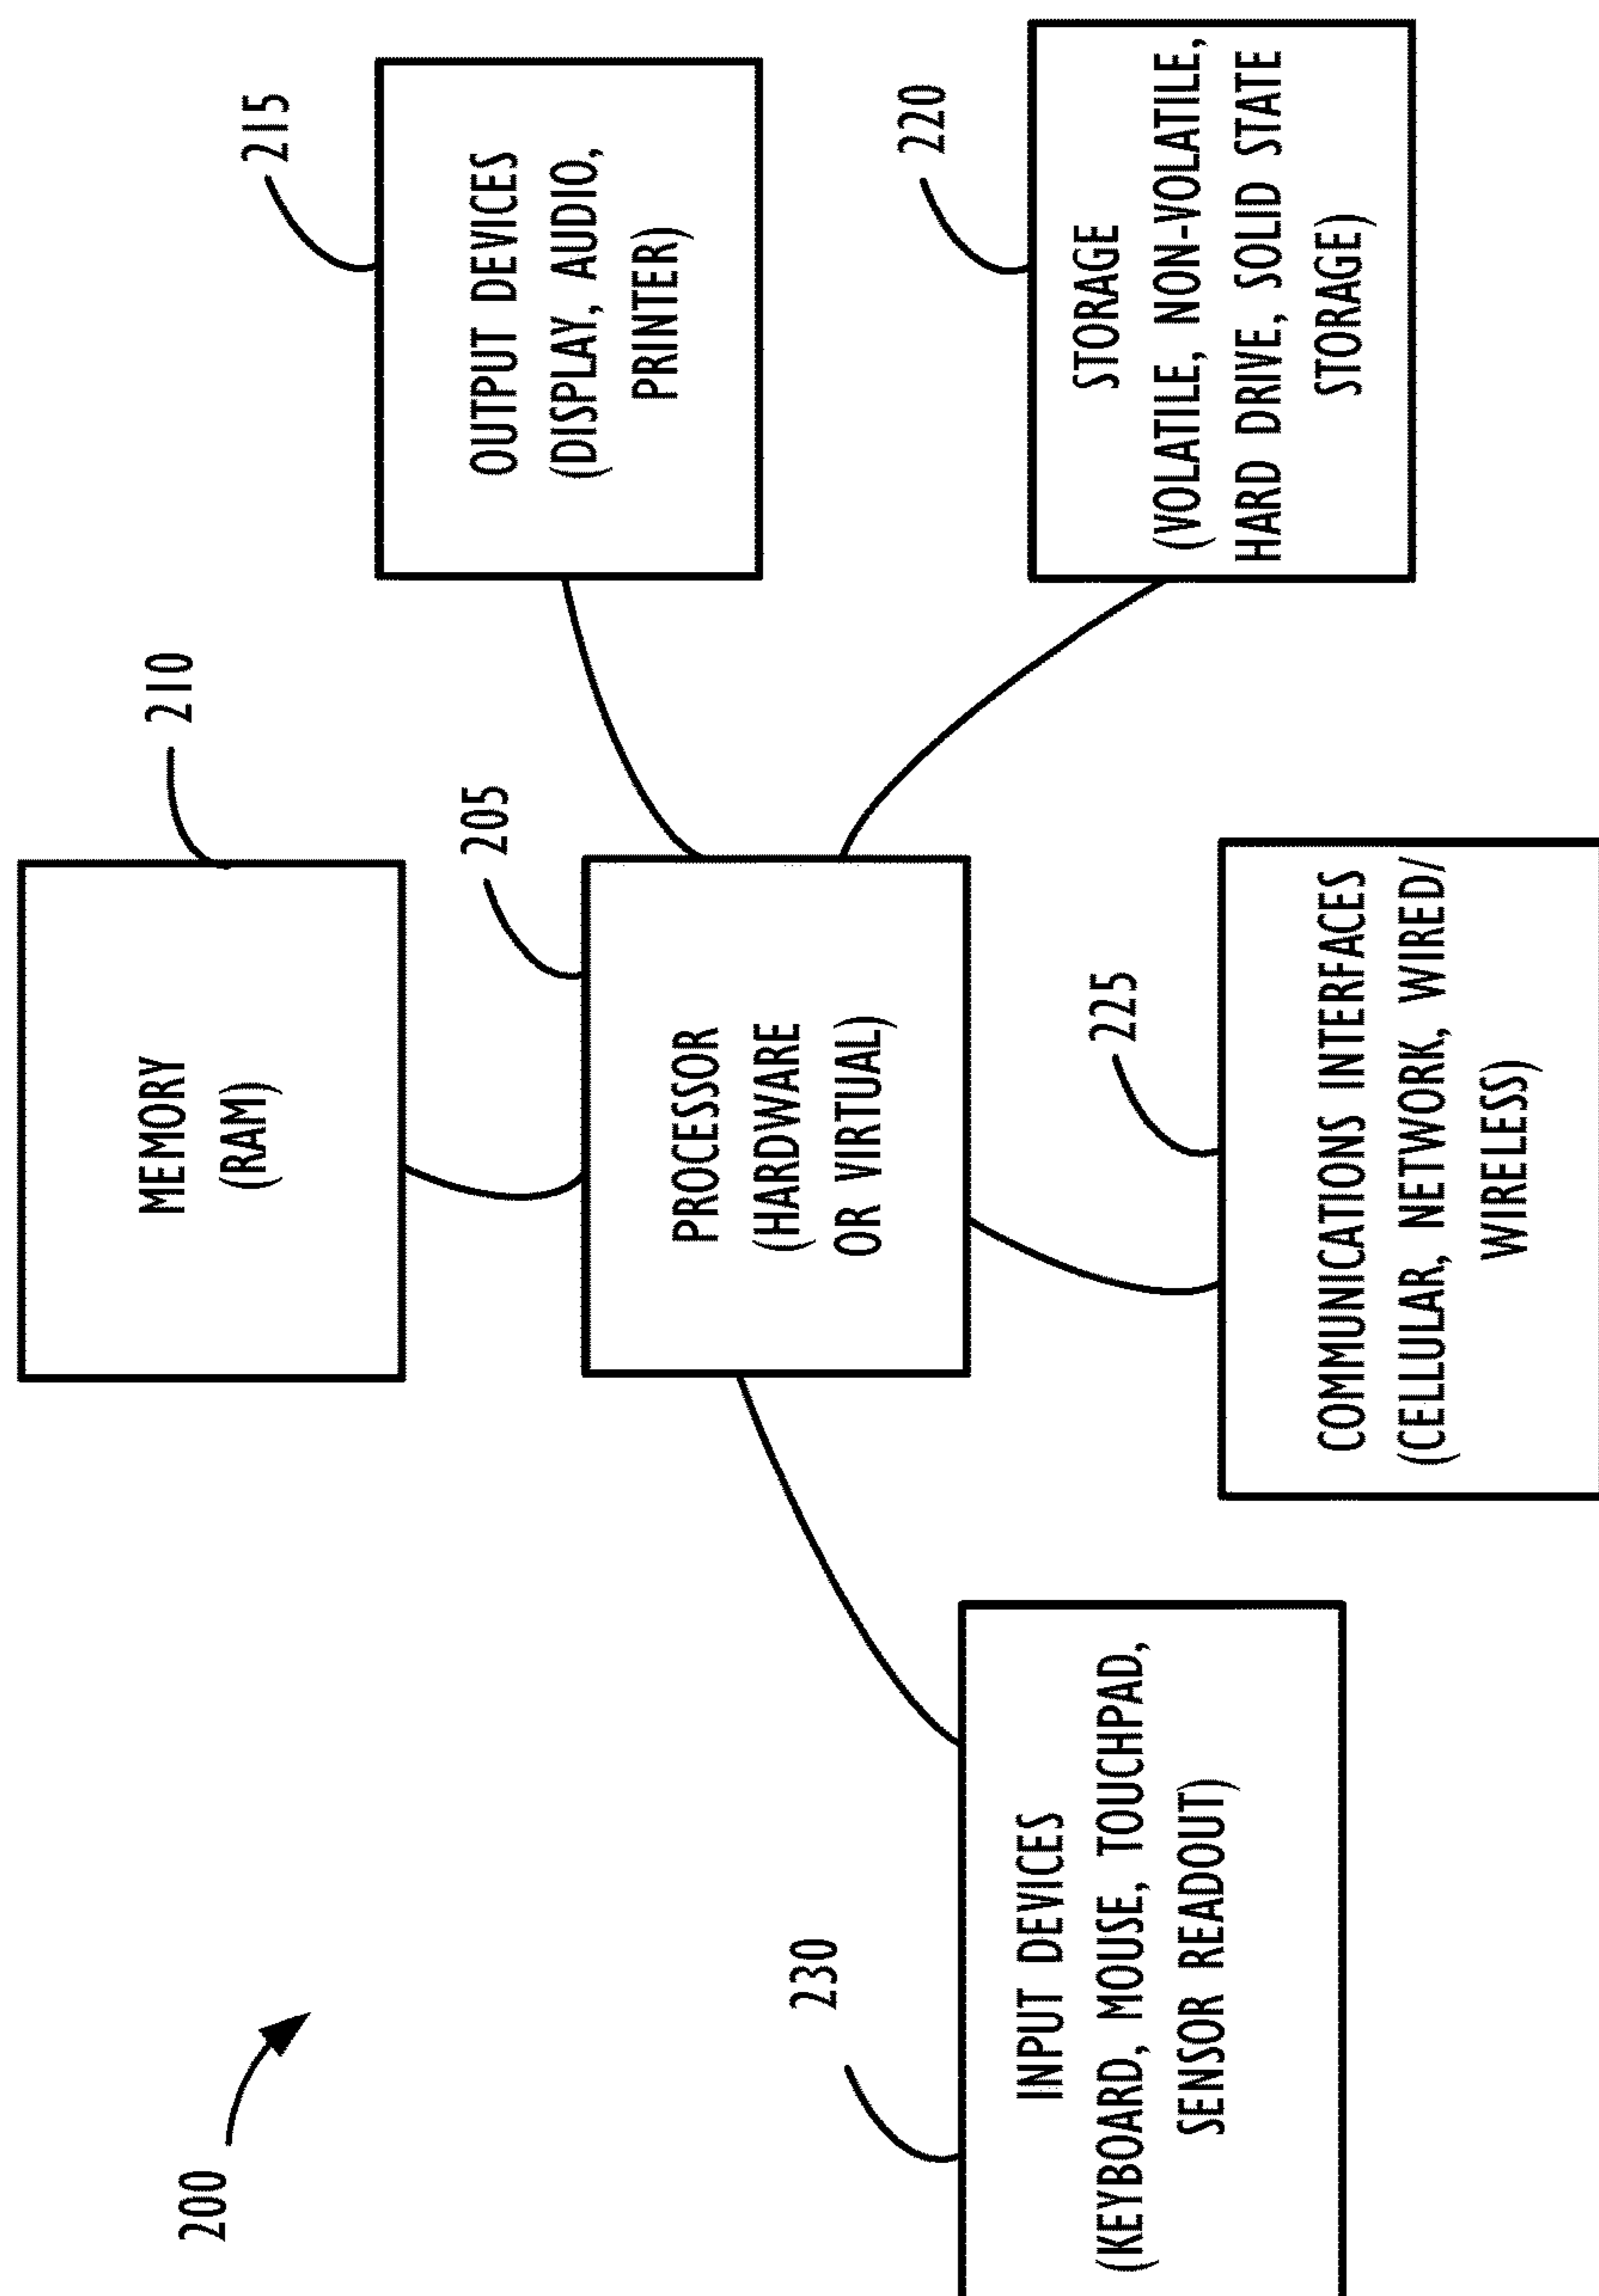 200
210
MEMORY
(RAM)
215
OUTPUT DEVICES
(DISPLAY, AUDIO,
PRINTER)
205
PROCESSOR
(HARDWARE
OR VIRTUAL)
220
STORAGE
(VOLATILE, NON-VOLATILE,
HARD DRIVE, SOLID STATE
STORAGE)
230
INPUT DEVICES
(KEYBOARD, MOUSE, TOUCHPAD,
SENSOR READOUT)
225
COMMUNICATIONS INTERFACES
(CELLULAR, NETWORK, WIRED/
WIRELESS)